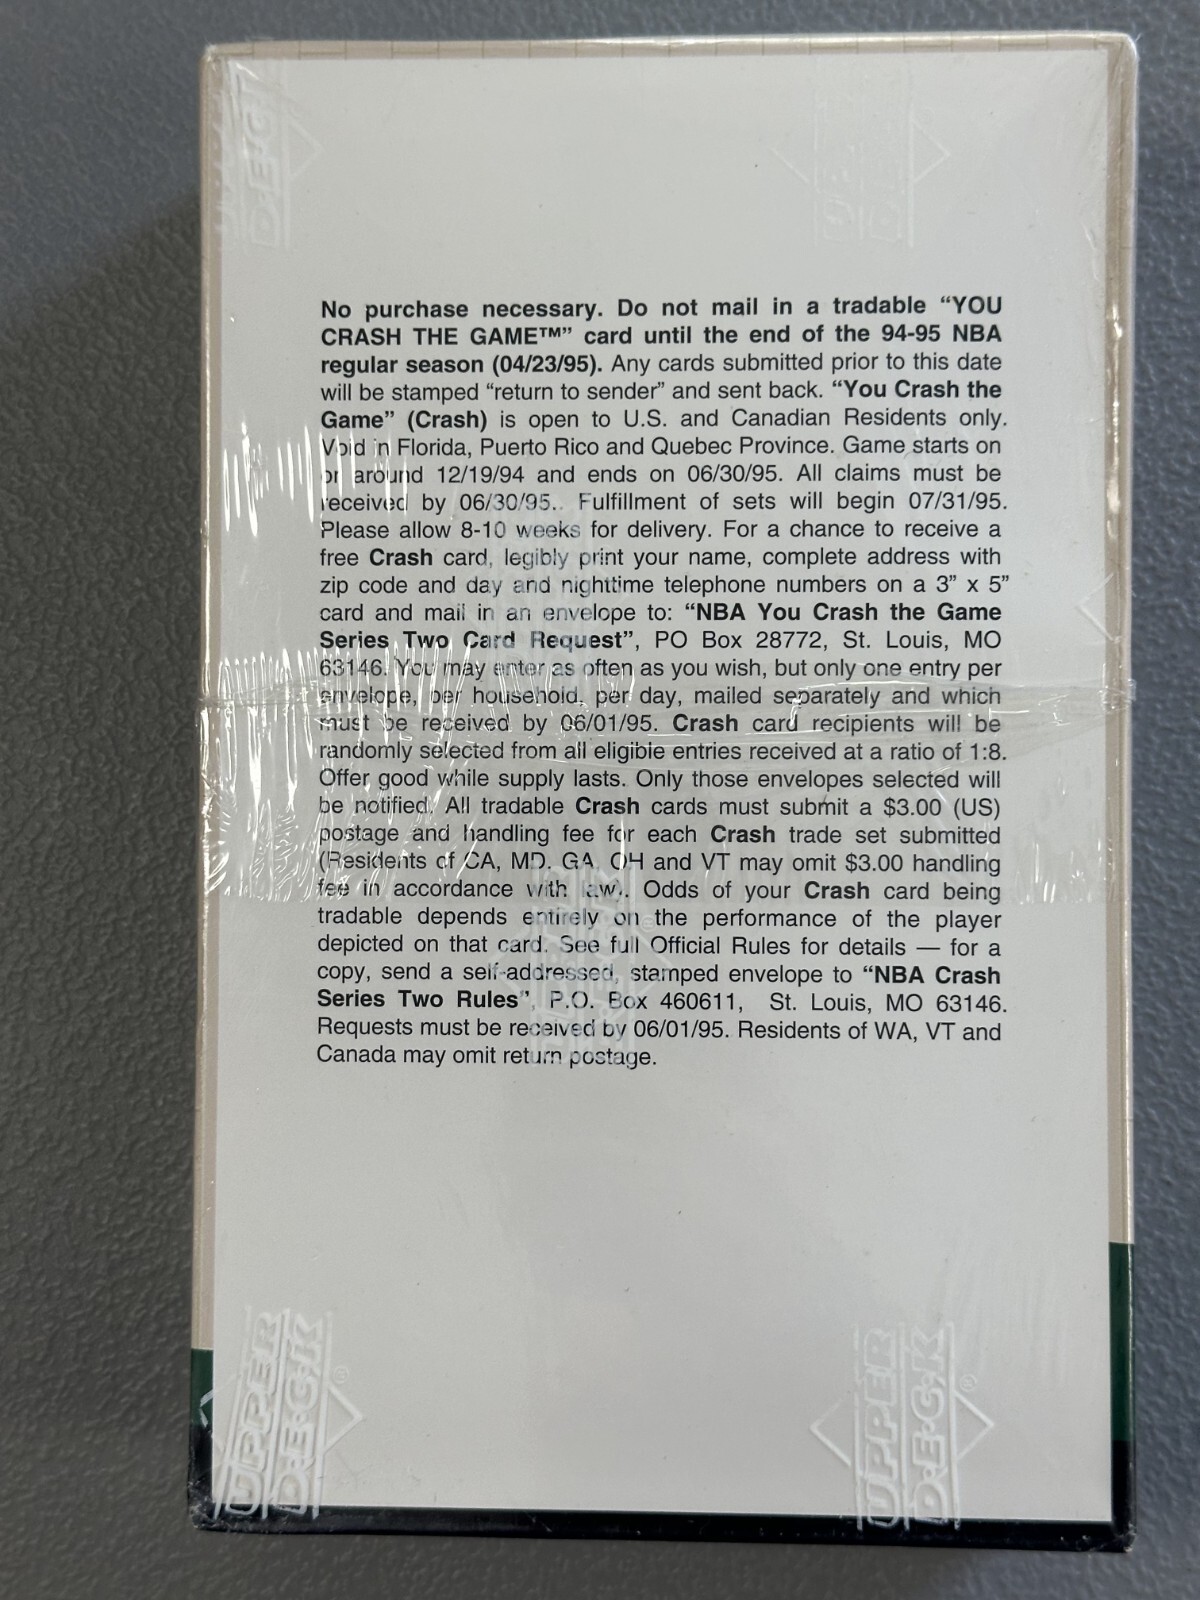 No purchase necessary. Do not mail in a tradable “YOU
CRASH THE GAME™” card until the end of the 94-95 NBA
regular season (04/23/95). Any cards submitted prior to this date
will be stamped “return to sender” and sent back. “You Crash the
Game” (Crash) is open to U.S. and Canadian Residents only.
Void in Florida, Puerto Rico and Quebec Province. Game starts on
or around 12/19/94 and ends on 06/30/95. All claims must be
received by 06/30/95.. Fulfillment of sets will begin 07/31/95.
Please allow 8-10 weeks for delivery. For a chance to receive a
free Crash card, legibly print your name, complete address with
zip code and day and nighttime telephone numbers on a 3” x 5”
card and mail in an envelope to: “NBA You Crash the Game
Series Two Card Request”, PO Box 28772, St. Louis, MO
63146. You may enter as often as you wish, but only one entry per
envelope, per household, per day, mailed separately and which
must be received by 06/01/95. Crash card recipients will be
randomly selected from all eligible entries received at a ratio of 1:8.
Offer good while supply lasts. Only those envelopes selected will
be notified. All tradable Crash cards must submit a $3.00 (US)
postage and handling fee for each Crash trade set submitted
(Residents of CA, MD, GA, OH and VT may omit $3.00 handling
fee in accordance with law). Odds of your Crash card being
tradable depends entirely on the performance of the player
depicted on that card. See full Official Rules for details — for a
copy, send a self-addressed, stamped envelope to “NBA Crash
Series Two Rules”, P.O. Box 460611, St. Louis, MO 63146.
Requests must be received by 06/01/95. Residents of WA, VT and
Canada may omit return postage.
UPPER
D·E·C·K
®
UPPER
D·E·C·K
®